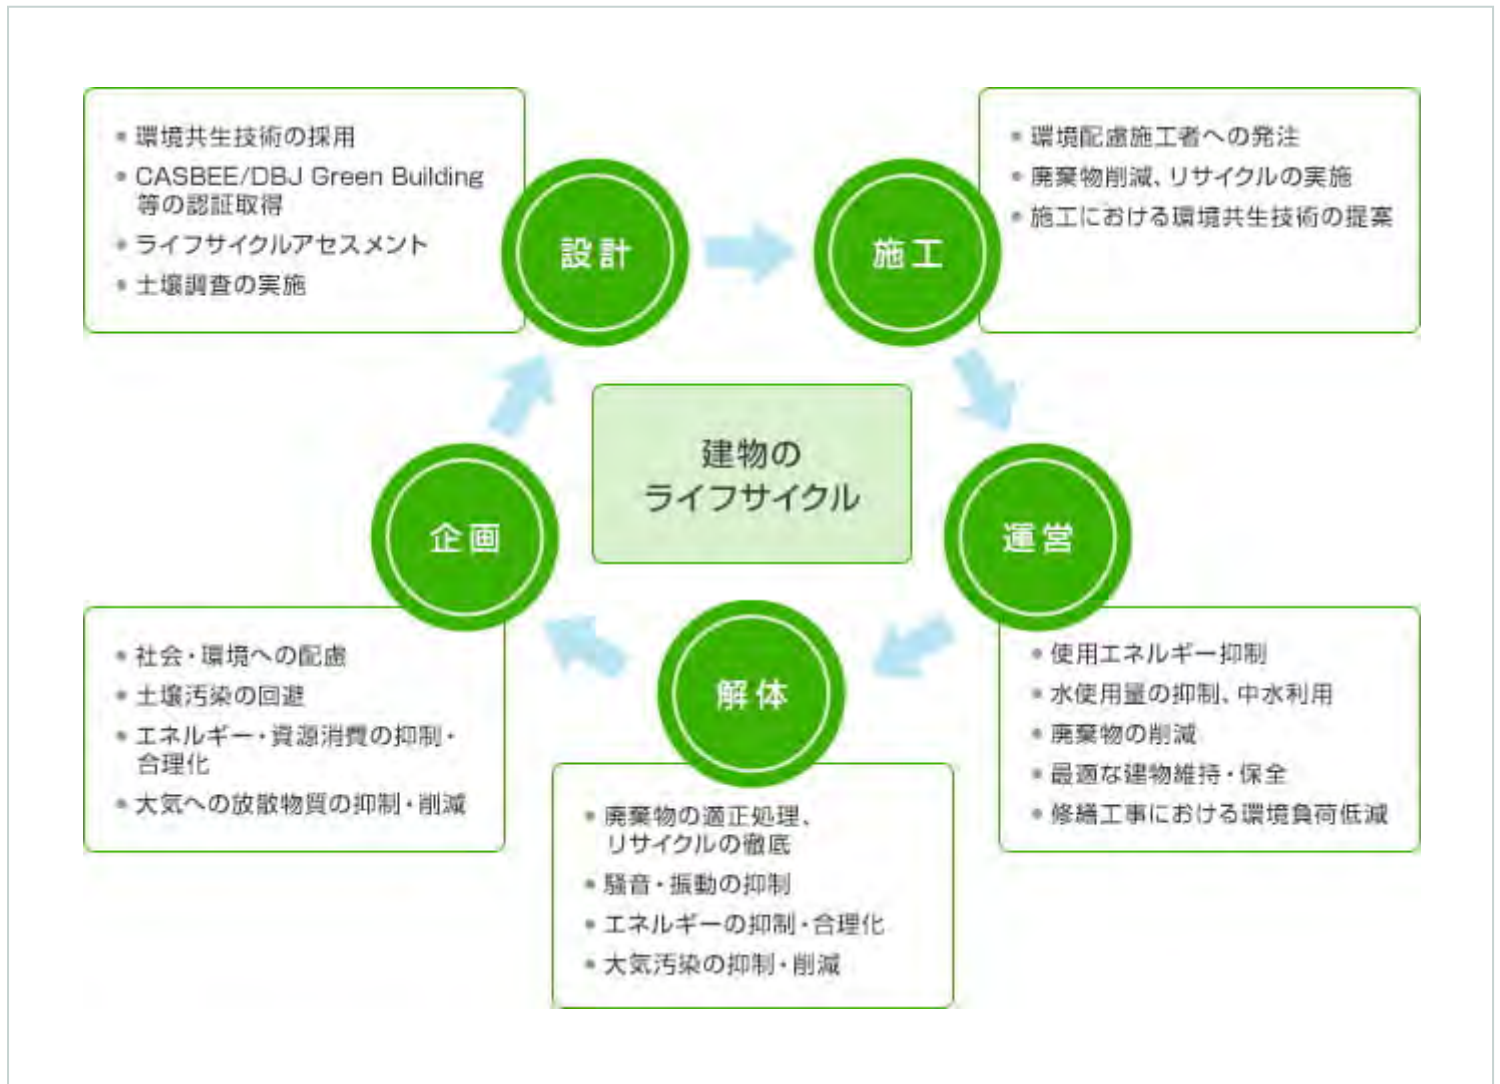 • 環境共生技術の採用
• CASBEE/DBJ Green Building
等の認証取得
• ライフサイクルアセスメント
• 土壌調査の実施
設計
施工
• 環境配慮施工者への発注
• 廃棄物削減、リサイクルの実施
• 施工における環境共生技術の提案
建物の
ライフサイクル
企画
運営
• 社会・環境への配慮
• 土壌汚染の回避
• エネルギー・資源消費の抑制・
合理化
• 大気への放散物質の抑制・削減
解体
• 廃棄物の適正処理、
リサイクルの徹底
• 騒音・振動の抑制
• エネルギーの抑制・合理化
• 大気汚染の抑制・削減
• 使用エネルギー抑制
• 水使用量の抑制、中水利用
• 廃棄物の削減
• 最適な建物維持・保全
• 修繕工事における環境負荷低減